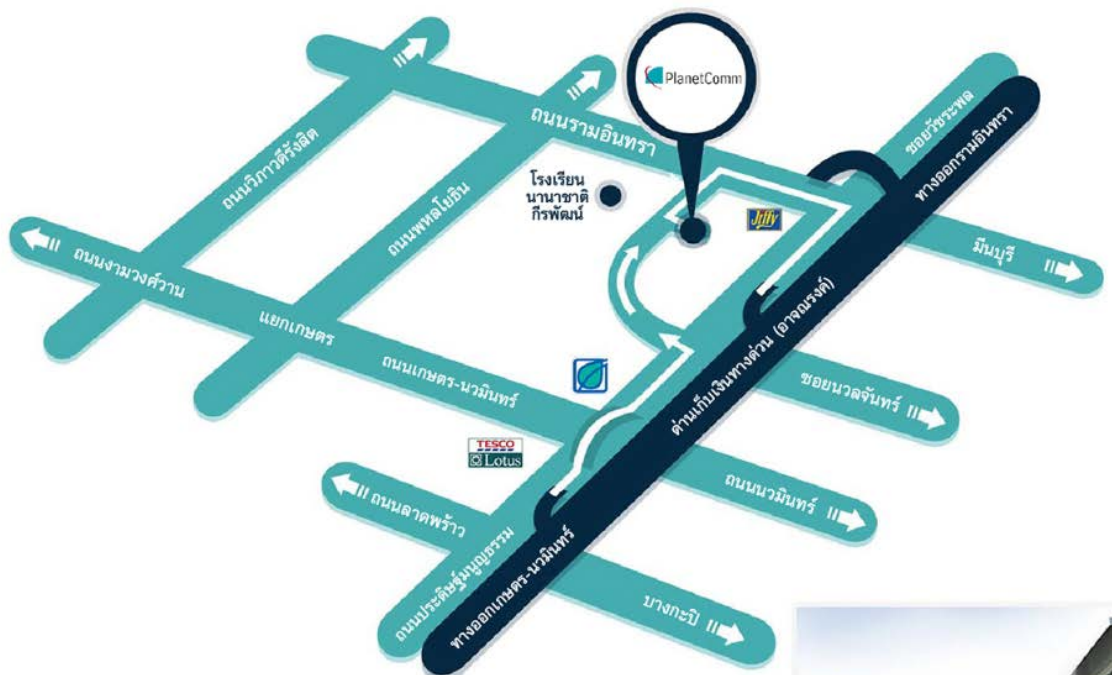 PlanetComm
ถนนรามอินทรา
ซอยวัชรพล
ทางออกรามอินทรา
ถนนวิภาวดีรังสิต
ถนนพหลโยธิน
โรงเรียน
นานาชาติ
กีรพัฒน์
Jiffy
มีนบุรี
ถนนงามวงศ์วาน
แยกเกษตร
ถนนเกษตร-นวมินทร์
ด่านเก็บเงินทางด่วน (อาจณรงค์)
ซอยนวลจันทร์
TESCO
Lotus
ถนนลาดพร้าว
ถนนนวมินทร์
ถนนประดิษฐ์มนูญธรรม
ทางออกเกษตร-นวมินทร์
บางกะปิ